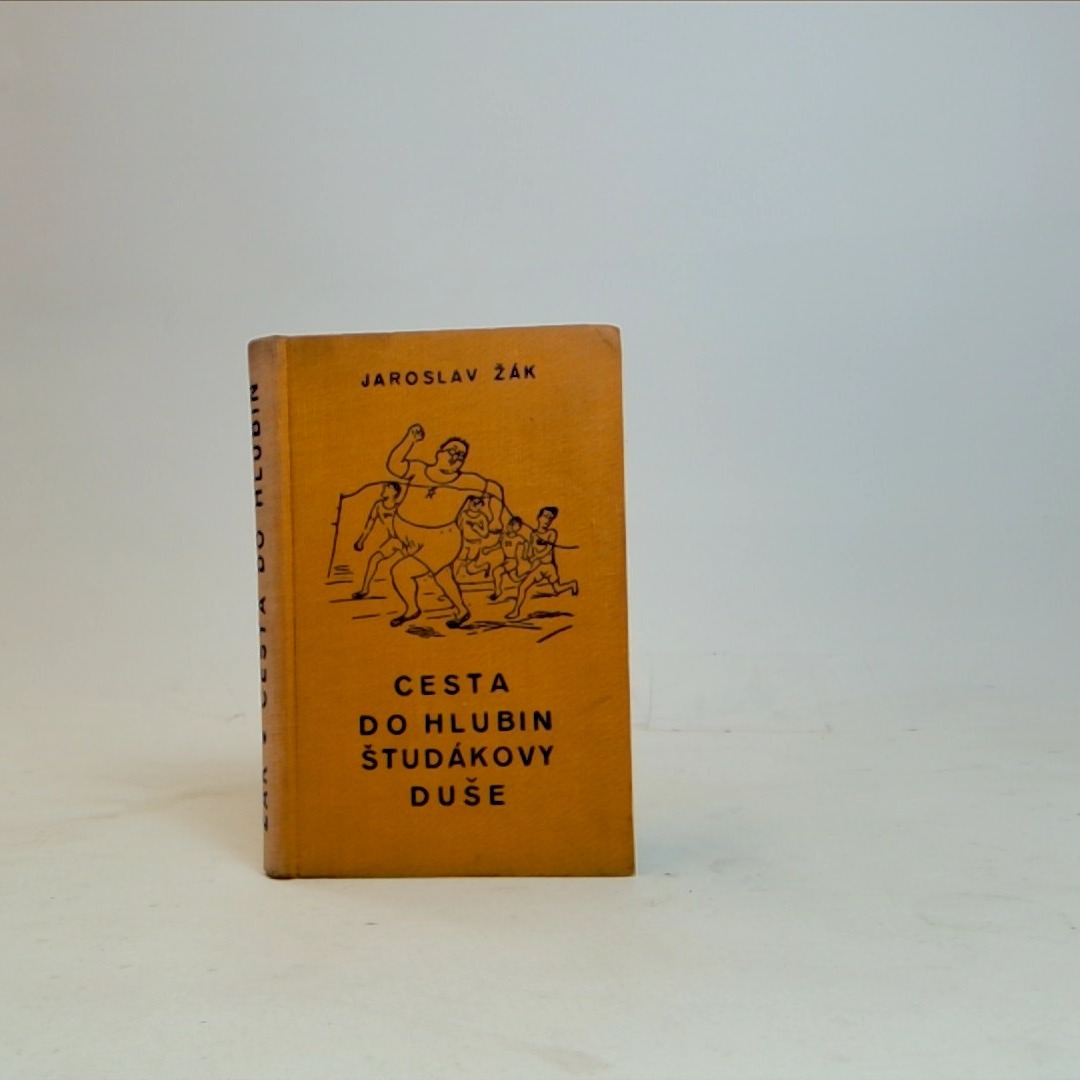 JAROSLAV ŽÁK
CESTA
DO HLUBIN
ŠTUDÁKOVY
DUŠE
ŽÁK • CESTA DO HLUBIN